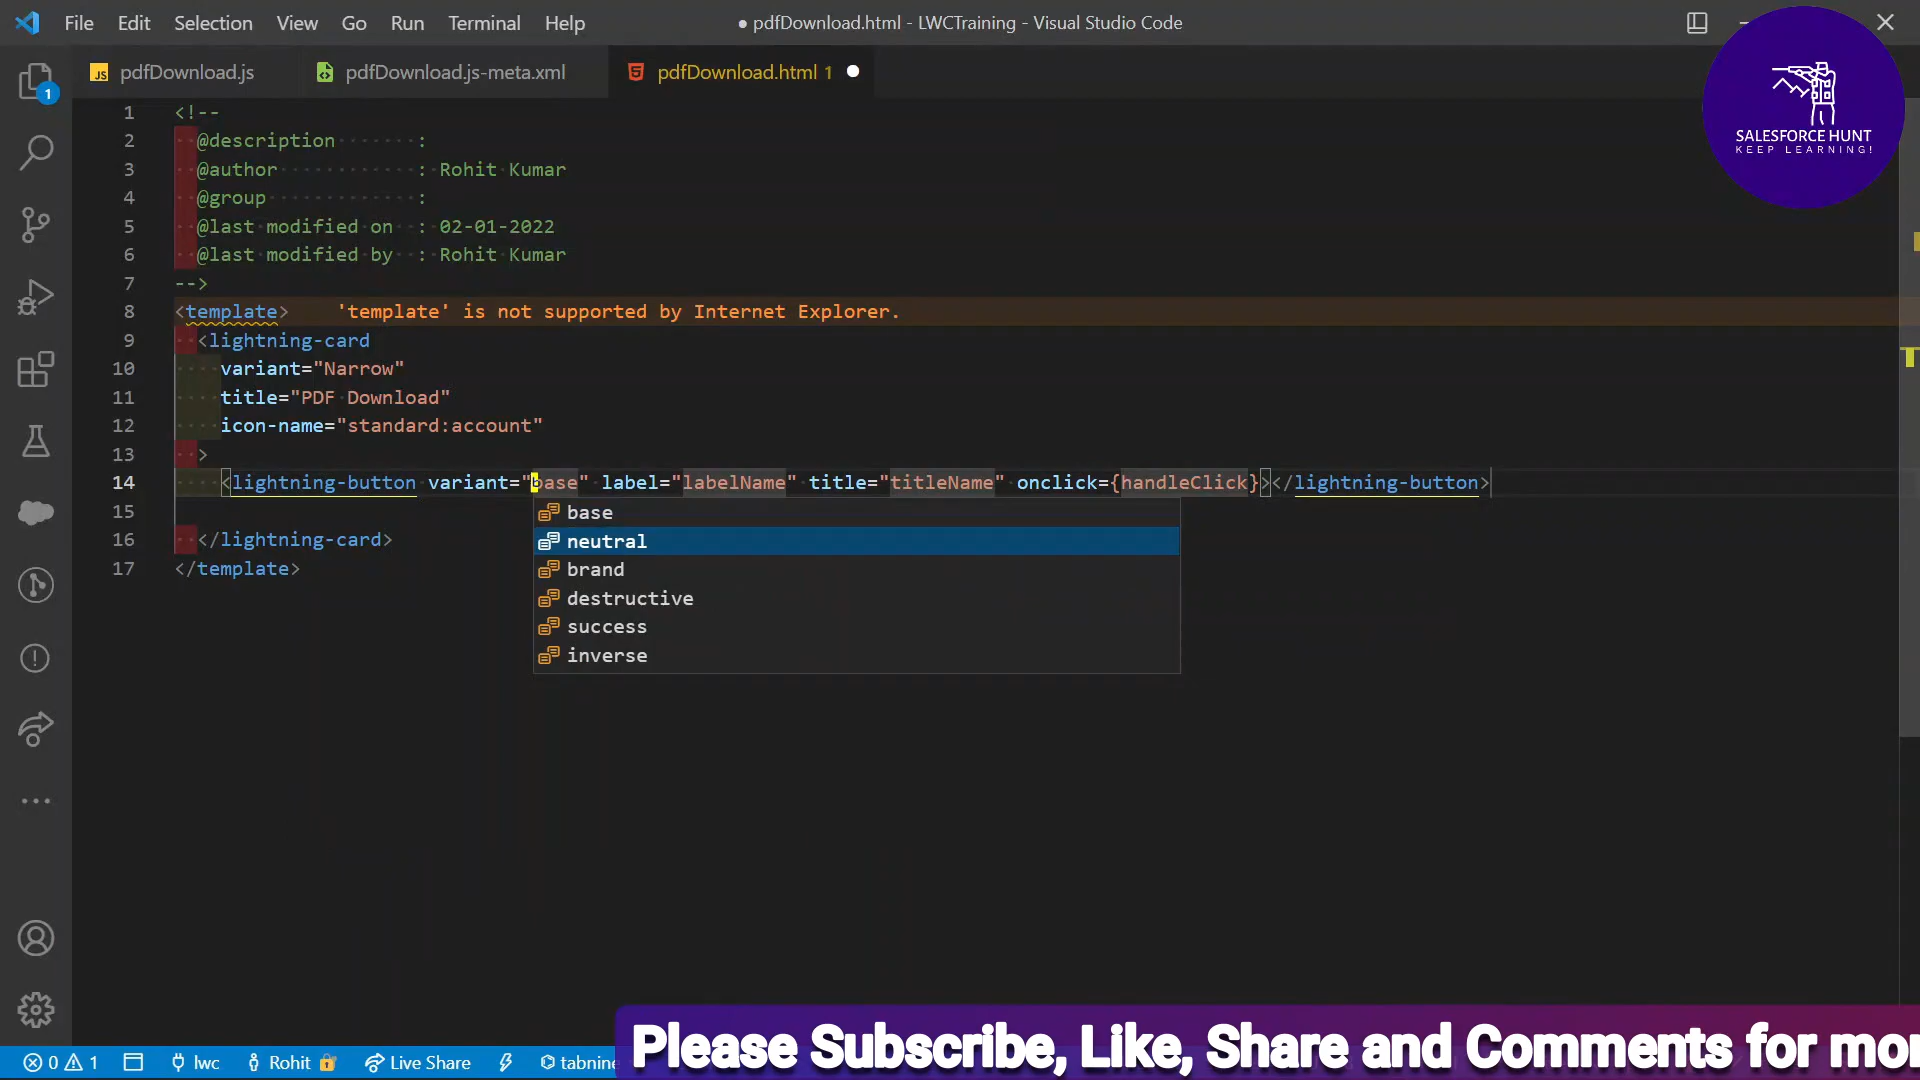 File Edit Selection View Go Run Terminal Help
● pdfDownload.html - LWCTraining - Visual Studio Code
JS pdfDownload.js
pdfDownload.js-meta.xml
pdfDownload.html 1
SALESFORCE HUNT
KEEP LEARNING!
1
1 <!--
2 @description :
3 @author : Rohit Kumar
4 @group :
5 @last modified on : 02-01-2022
6 @last modified by : Rohit Kumar
7 -->
8 <template> 'template' is not supported by Internet Explorer.
9 <lightning-card
10 variant="Narrow"
11 title="PDF Download"
12 icon-name="standard:account"
13 >
14 <lightning-button variant="base" label="labelName" title="titleName" onclick={handleClick}></lightning-button>
15
16 </lightning-card>
17 </template>
base
neutral
brand
destructive
success
inverse
0 1 lwc Rohit Live Share tabnine
Please Subscribe, Like, Share and Comments for mor